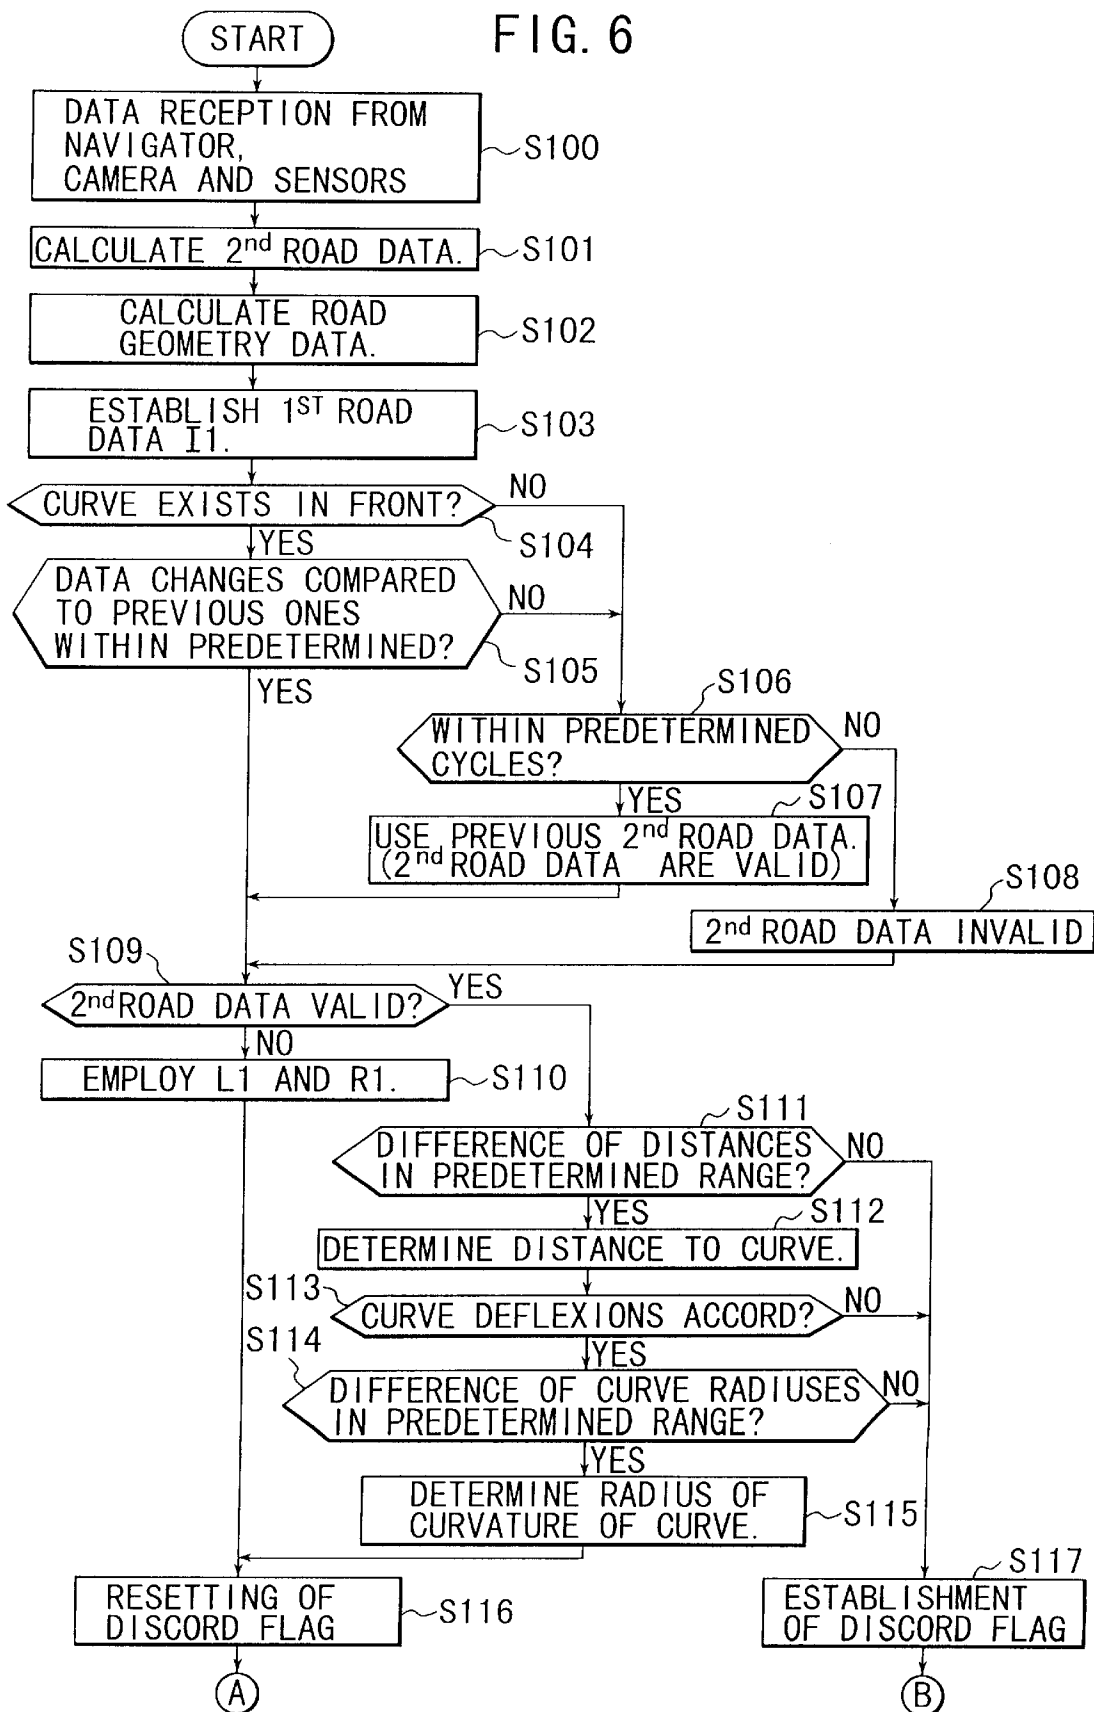 FIG. 6
START
DATA RECEPTION FROM
NAVIGATOR,
CAMERA AND SENSORS
S100
CALCULATE 2nd ROAD DATA.
S101
CALCULATE ROAD
GEOMETRY DATA.
S102
ESTABLISH 1ST ROAD
DATA I1.
S103
CURVE EXISTS IN FRONT?
NO
S104
YES
DATA CHANGES COMPARED
TO PREVIOUS ONES
WITHIN PREDETERMINED?
NO
S105
YES
S106
WITHIN PREDETERMINED
CYCLES?
NO
YES
S107
USE PREVIOUS 2nd ROAD DATA.
(2nd ROAD DATA ARE VALID)
S108
2nd ROAD DATA INVALID
S109
2nd ROAD DATA VALID?
YES
NO
EMPLOY L1 AND R1.
S110
S111
DIFFERENCE OF DISTANCES
IN PREDETERMINED RANGE?
NO
YES
S112
DETERMINE DISTANCE TO CURVE.
S113
CURVE DEFLEXIONS ACCORD?
NO
YES
S114
DIFFERENCE OF CURVE RADIUSES
IN PREDETERMINED RANGE?
NO
YES
DETERMINE RADIUS OF
CURVATURE OF CURVE.
S115
RESETTING OF
DISCORD FLAG
S116
S117
ESTABLISHMENT
OF DISCORD FLAG
A
B